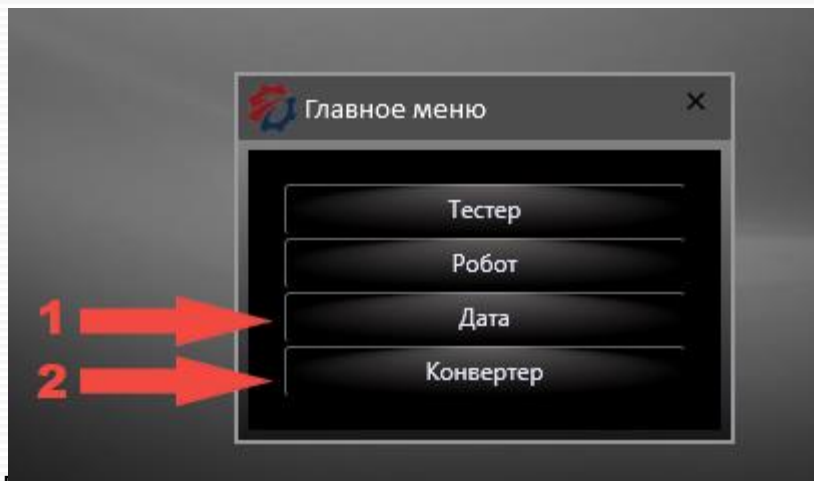 Главное меню
Тестер
Робот
1
Дата
2
Конвертер